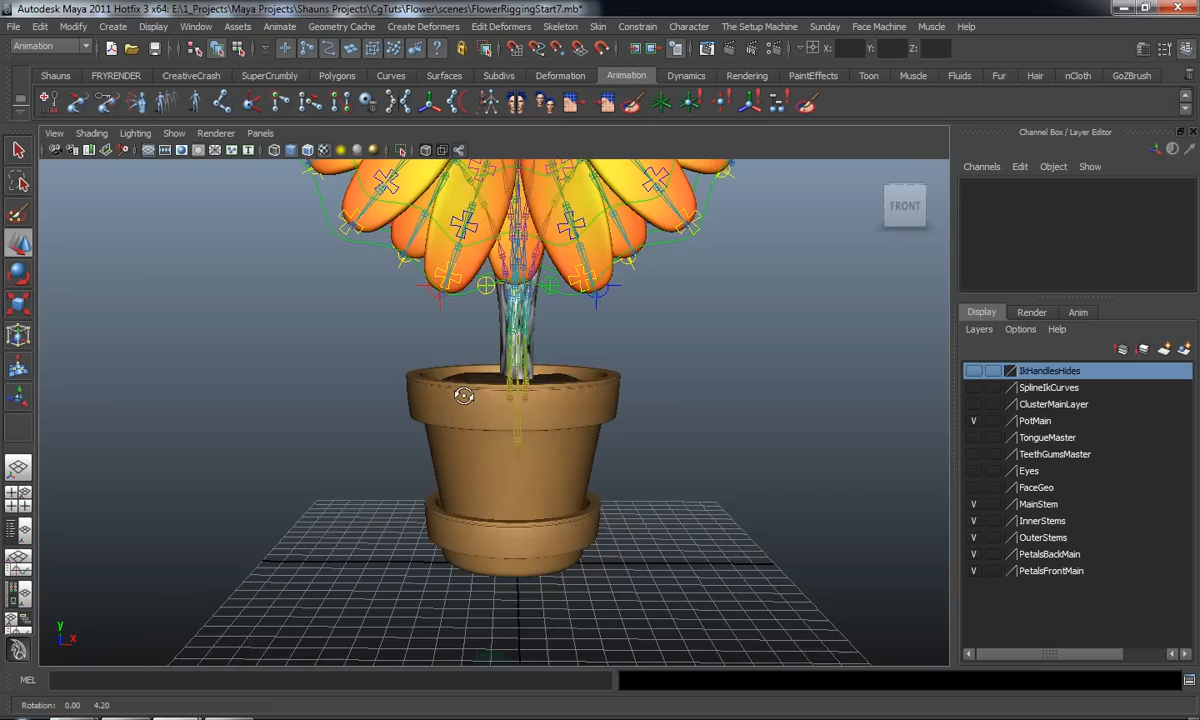 Autodesk Maya 2011 Hotfix 3 x64: E:\1_Projects\Maya Projects\Shauns Projects\CgTuts\Flower\scenes\FlowerRiggingStart7.mb*
File Edit Modify Create Display Window Assets Animate Geometry Cache Create Deformers Edit Deformers Skeleton Skin Constrain Character The Setup Machine Sunday Face Machine Muscle Help
Animation X: Y: Z:
Shauns FRYRENDER CreativeCrash SuperCrumbly Polygons Curves Surfaces Subdivs Deformation Animation Dynamics Rendering PaintEffects Toon Muscle Fluids Fur Hair nCloth GoZBrush
View Shading Lighting Show Renderer Panels
Channel Box / Layer Editor
Channels Edit Object Show
FRONT
Display Render Anim
Layers Options Help
IkHandlesHides
SplineIkCurves
ClusterMainLayer
V PotMain
TongueMaster
TeethGumsMaster
Eyes
FaceGeo
V MainStem
V InnerStems
V OuterStems
V PetalsBackMain
V PetalsFrontMain
y
x
MEL
Rotation: 0.00 4.20